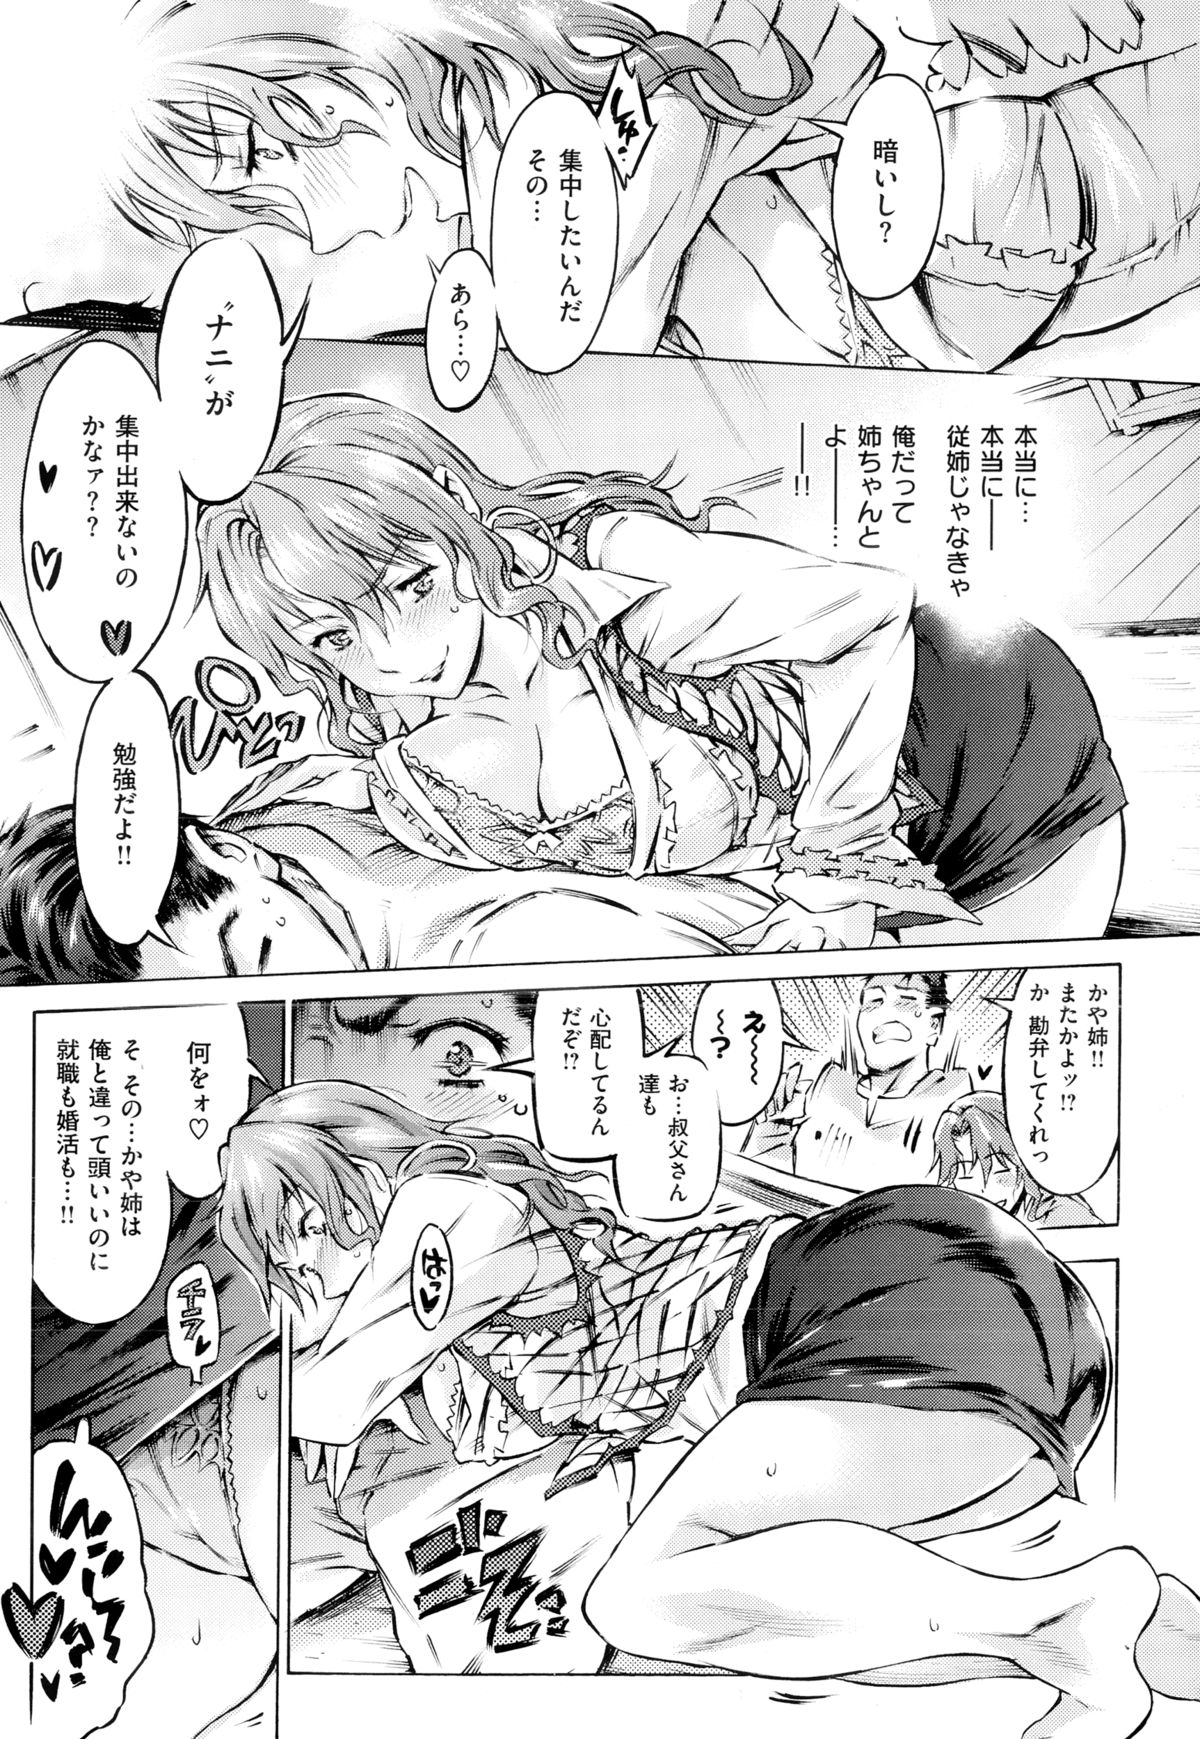 暗いし？
集中したいんだ
その…
あら…♡
本当に…
本当に――
従姉じゃなきゃ
俺だって
姉ちゃんと
よ――…
――!!
〝ナニ〟が
集中出来ないの
かなァ？？
勉強だよ!!
ぴとっ
かや姉!!
またかよッ!?
か 勘弁してくれっ
え〜
〜？
お…叔父さん
達も
心配してるん
だぞ!?
何をォ♡
そ その…かや姉は
俺と違って頭いいのに
就職も婚活も…!!
はっ♥
チラ♥